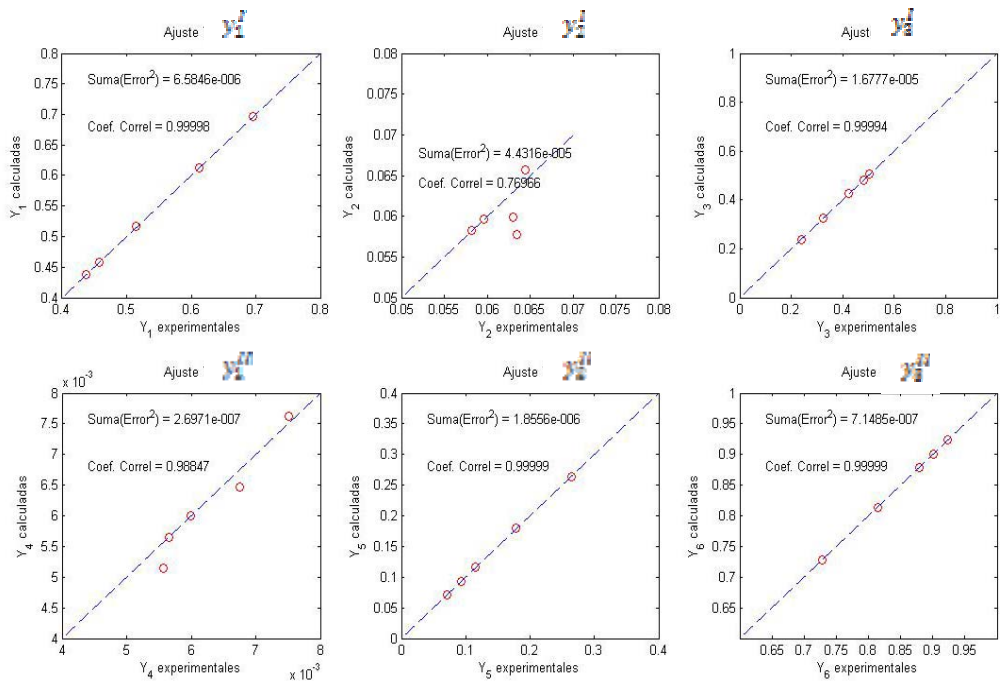 Ajuste
Suma(Error2) = 6.5846e-006
Coef. Correl = 0.99998
Y1 calculadas
0.8
0.75
0.7
0.65
0.6
0.55
0.5
0.45
0.4
0.4 0.5 0.6 0.7 0.8
Y1 experimentales
Ajuste
Suma(Error2) = 4.4316e-005
Coef. Correl = 0.76966
Y2 calculadas
0.08
0.075
0.07
0.065
0.06
0.055
0.05
0.05 0.055 0.06 0.065 0.07 0.075 0.08
Y2 experimentales
Ajust
Suma(Error2) = 1.6777e-005
Coef. Correl = 0.99994
Y3 calculadas
1
0.8
0.6
0.4
0.2
0
0 0.2 0.4 0.6 0.8 1
Y3 experimentales
Ajuste
x 10-3
Suma(Error2) = 2.6971e-007
Coef. Correl = 0.98847
Y4 calculadas
8
7.5
7
6.5
6
5.5
5
4.5
4
4 5 6 7 8
Y4 experimentales
x 10-3
Ajuste
Suma(Error2) = 1.8556e-006
Coef. Correl = 0.99999
Y5 calculadas
0.4
0.35
0.3
0.25
0.2
0.15
0.1
0.05
0
0 0.1 0.2 0.3 0.4
Y5 experimentales
Ajuste
Suma(Error2) = 7.1485e-007
Coef. Correl = 0.99999
Y6 calculadas
1
0.95
0.9
0.85
0.8
0.75
0.7
0.65
0.65 0.7 0.75 0.8 0.85 0.9 0.95
Y6 experimentales